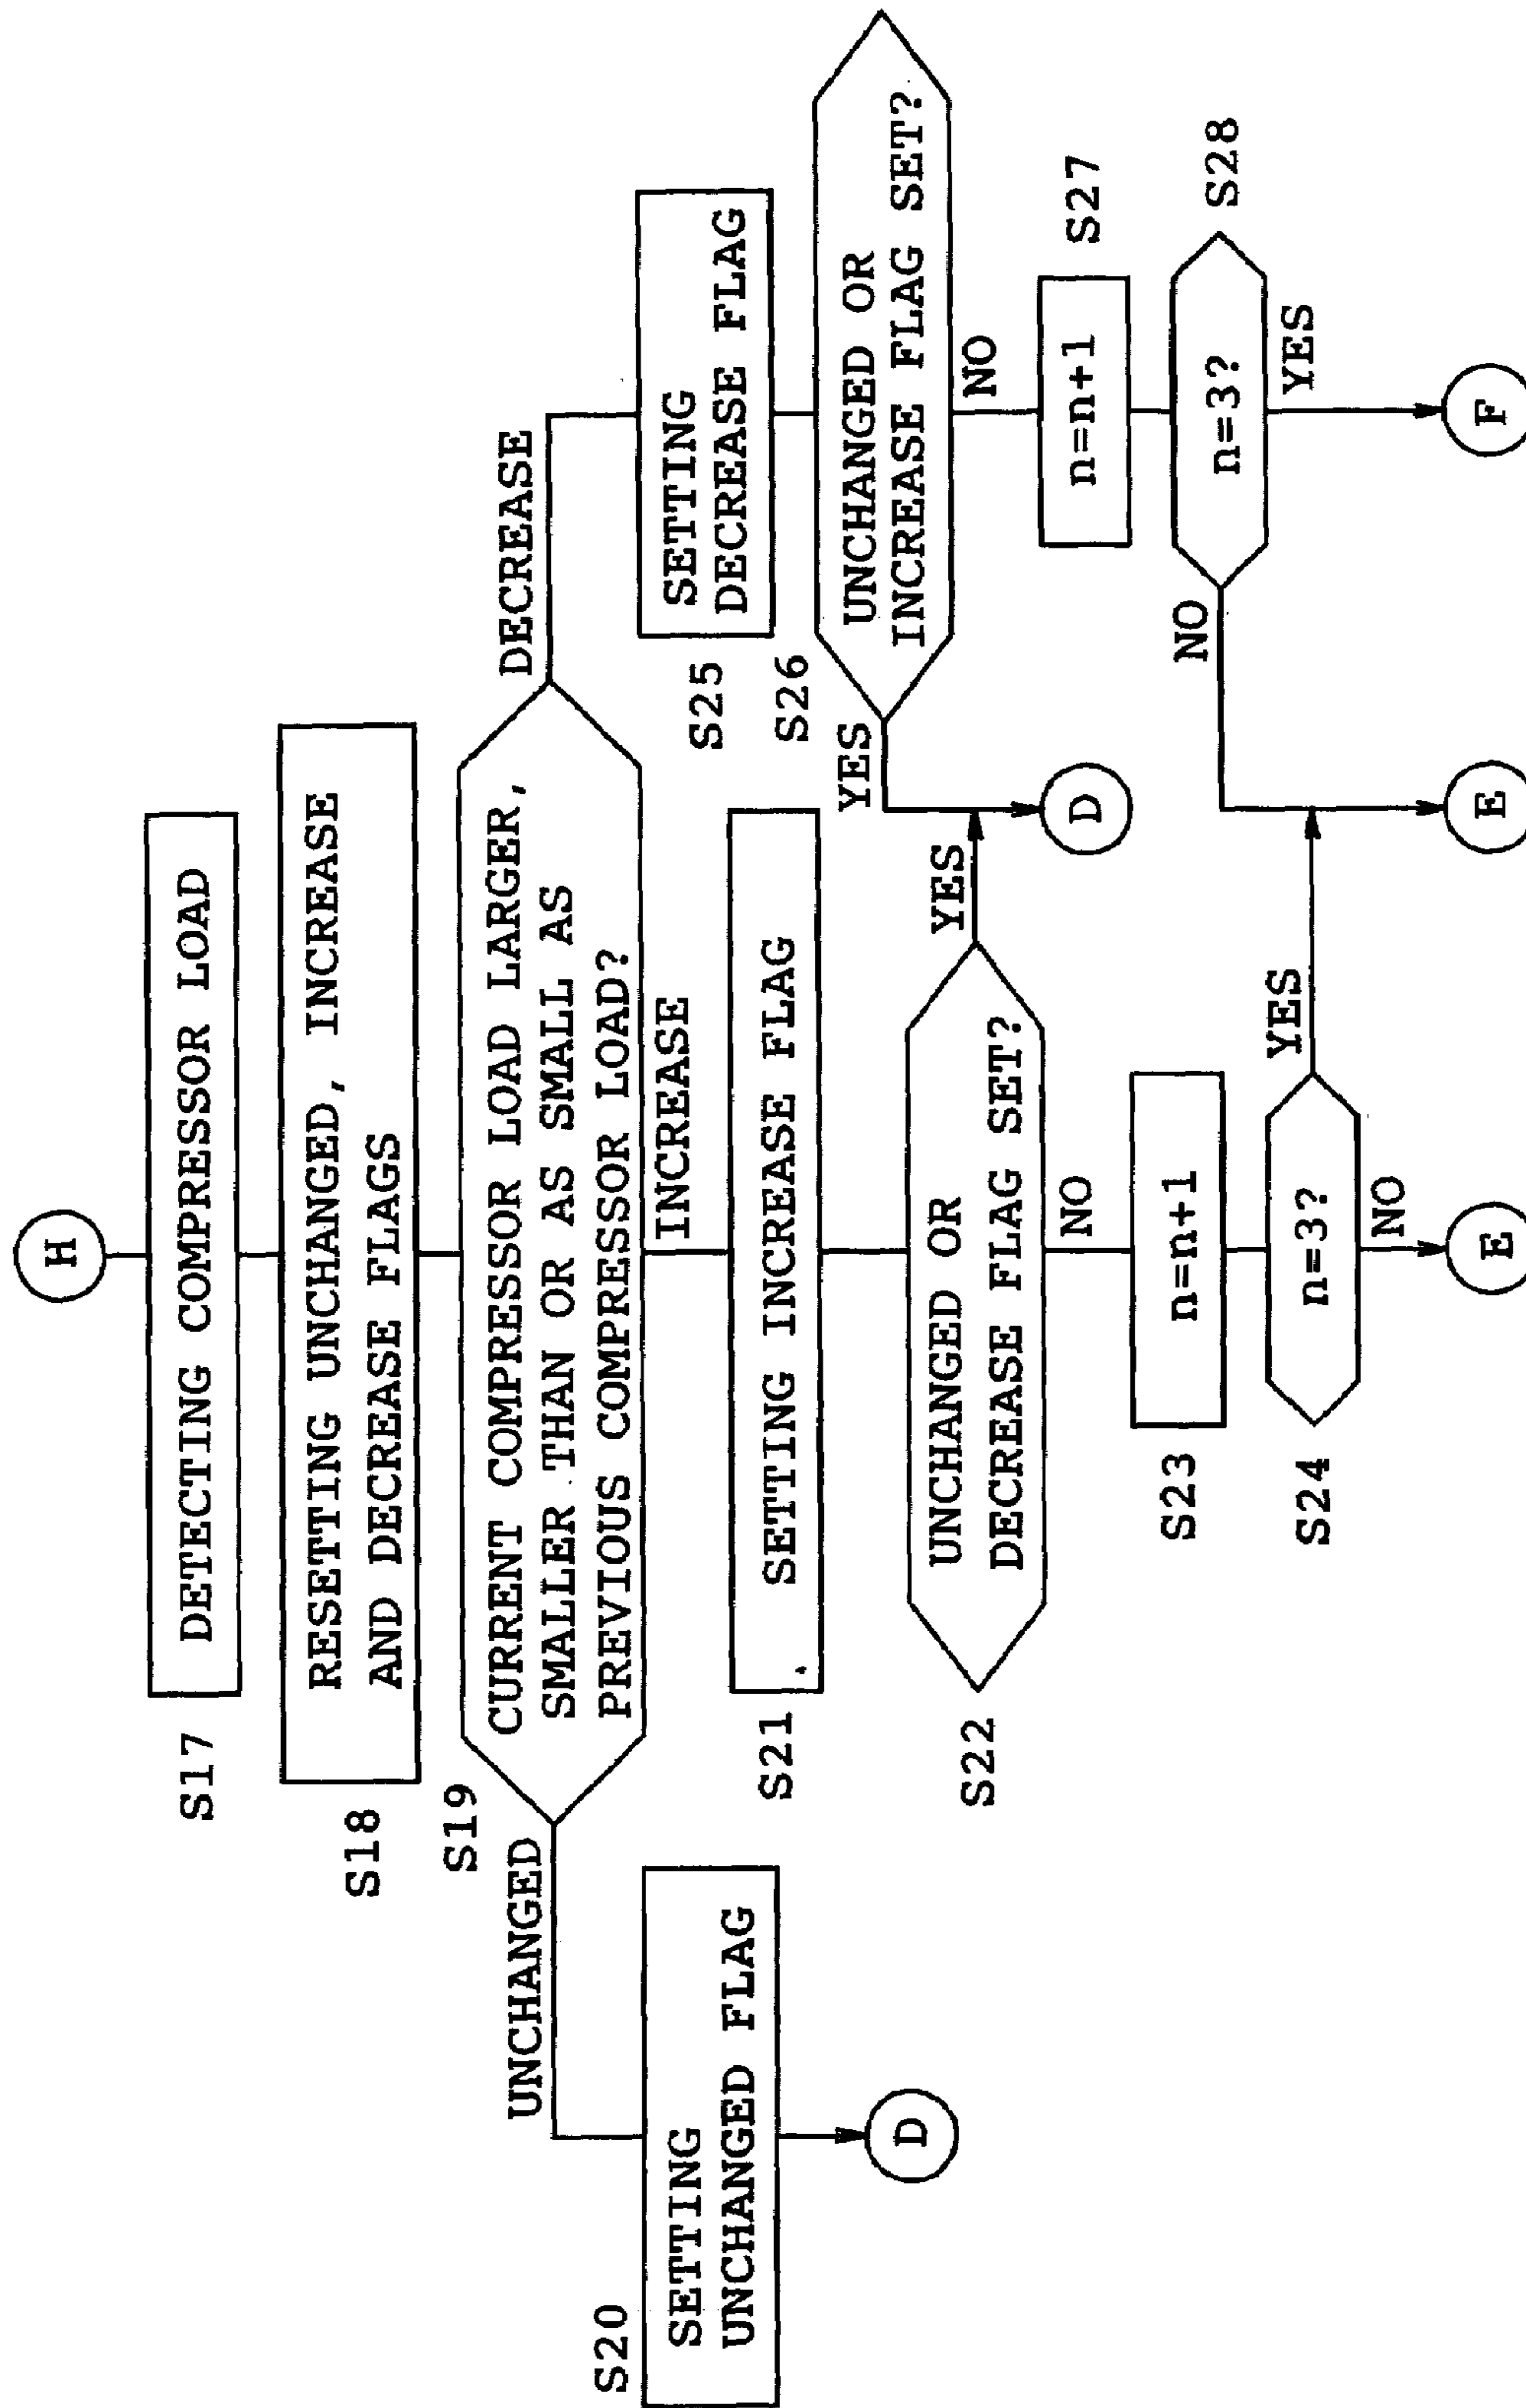 H
S17
DETECTING COMPRESSOR LOAD
S18
RESETTING UNCHANGED, INCREASE
AND DECREASE FLAGS
S19
CURRENT COMPRESSOR LOAD LARGER,
SMALLER THAN OR AS SMALL AS
PREVIOUS COMPRESSOR LOAD?
UNCHANGED
INCREASE
DECREASE
S20
SETTING
UNCHANGED FLAG
D
S21
SETTING INCREASE FLAG
S22
UNCHANGED OR
DECREASE FLAG SET?
YES
NO
S23
n=n+1
S24
n=3?
YES
NO
E
S25
SETTING
DECREASE FLAG
S26
UNCHANGED OR
INCREASE FLAG SET?
YES
NO
D
S27
n=n+1
S28
n=3?
NO
YES
E
F